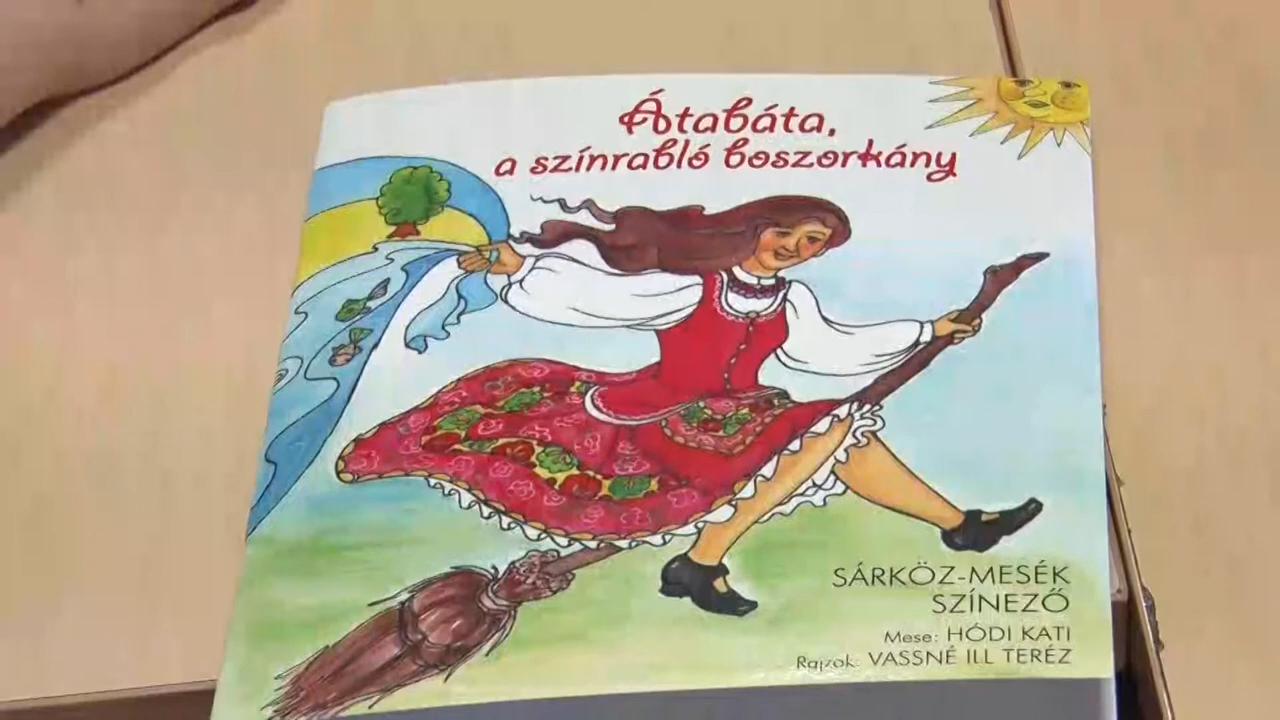 Átabáta,
a színrabló boszorkány
SÁRKÖZ-MESÉK
SZÍNEZŐ
Mese: HÓDI KATI
Rajzok: VASSNÉ ILL TERÉZ